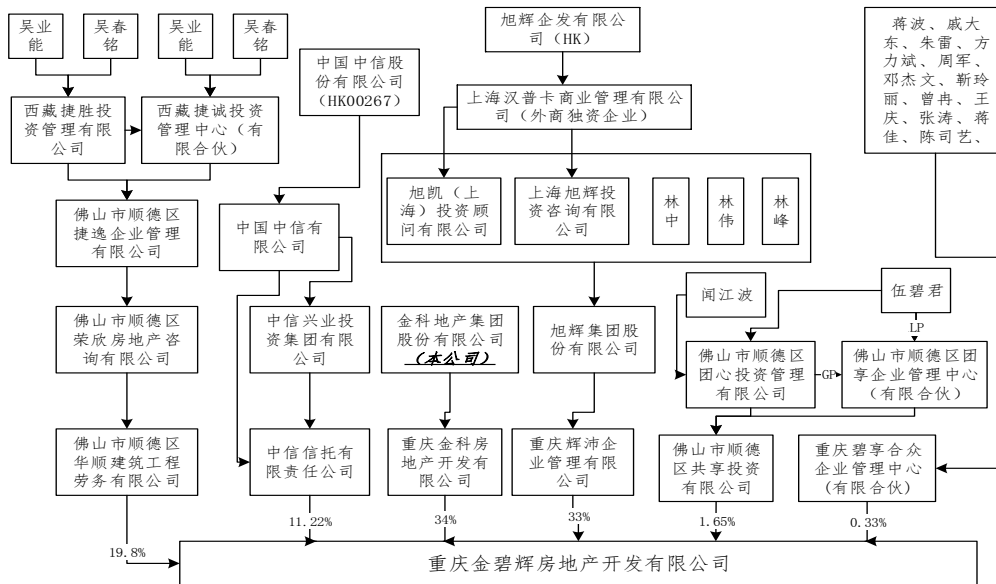 吴业
能
吴春
铭
吴业
能
吴春
铭
中国中信股
份有限公司
(HK00267)
旭辉企发有限公
司（HK）
蒋波、戚大
东、朱雷、方
力斌、周军、
邓杰文、靳玲
丽、曾冉、王
庆、张涛、蒋
佳、陈司艺、
西藏捷胜投
资管理有限
公司
西藏捷诚投资
管理中心（有
限合伙）
上海汉普卡商业管理有限公
司（外商独资企业）
旭凯（上
海）投资顾
问有限公司
上海旭辉投
资咨询有限
公司
林
中
林
伟
林
峰
佛山市顺德区
捷逸企业管理
有限公司
中国中信有
限公司
闻江波
伍碧君
LP
佛山市顺德区
荣欣房地产咨
询有限公司
中信兴业投
资集团有限
公司
金科地产集团
股份有限公司
（本公司）
旭辉集团股
份有限公司
佛山市顺德区
团心投资管理
有限公司
GP
佛山市顺德区团
享企业管理中心
（有限合伙）
佛山市顺德区
华顺建筑工程
劳务有限公司
中信信托有
限责任公司
重庆金科房
地产开发有
限公司
重庆辉沛企
业管理有限
公司
佛山市顺德
区共享投资
有限公司
重庆碧享合众
企业管理中心
(有限合伙)
19.8%
11.22%
34%
33%
1.65%
0.33%
重庆金碧辉房地产开发有限公司